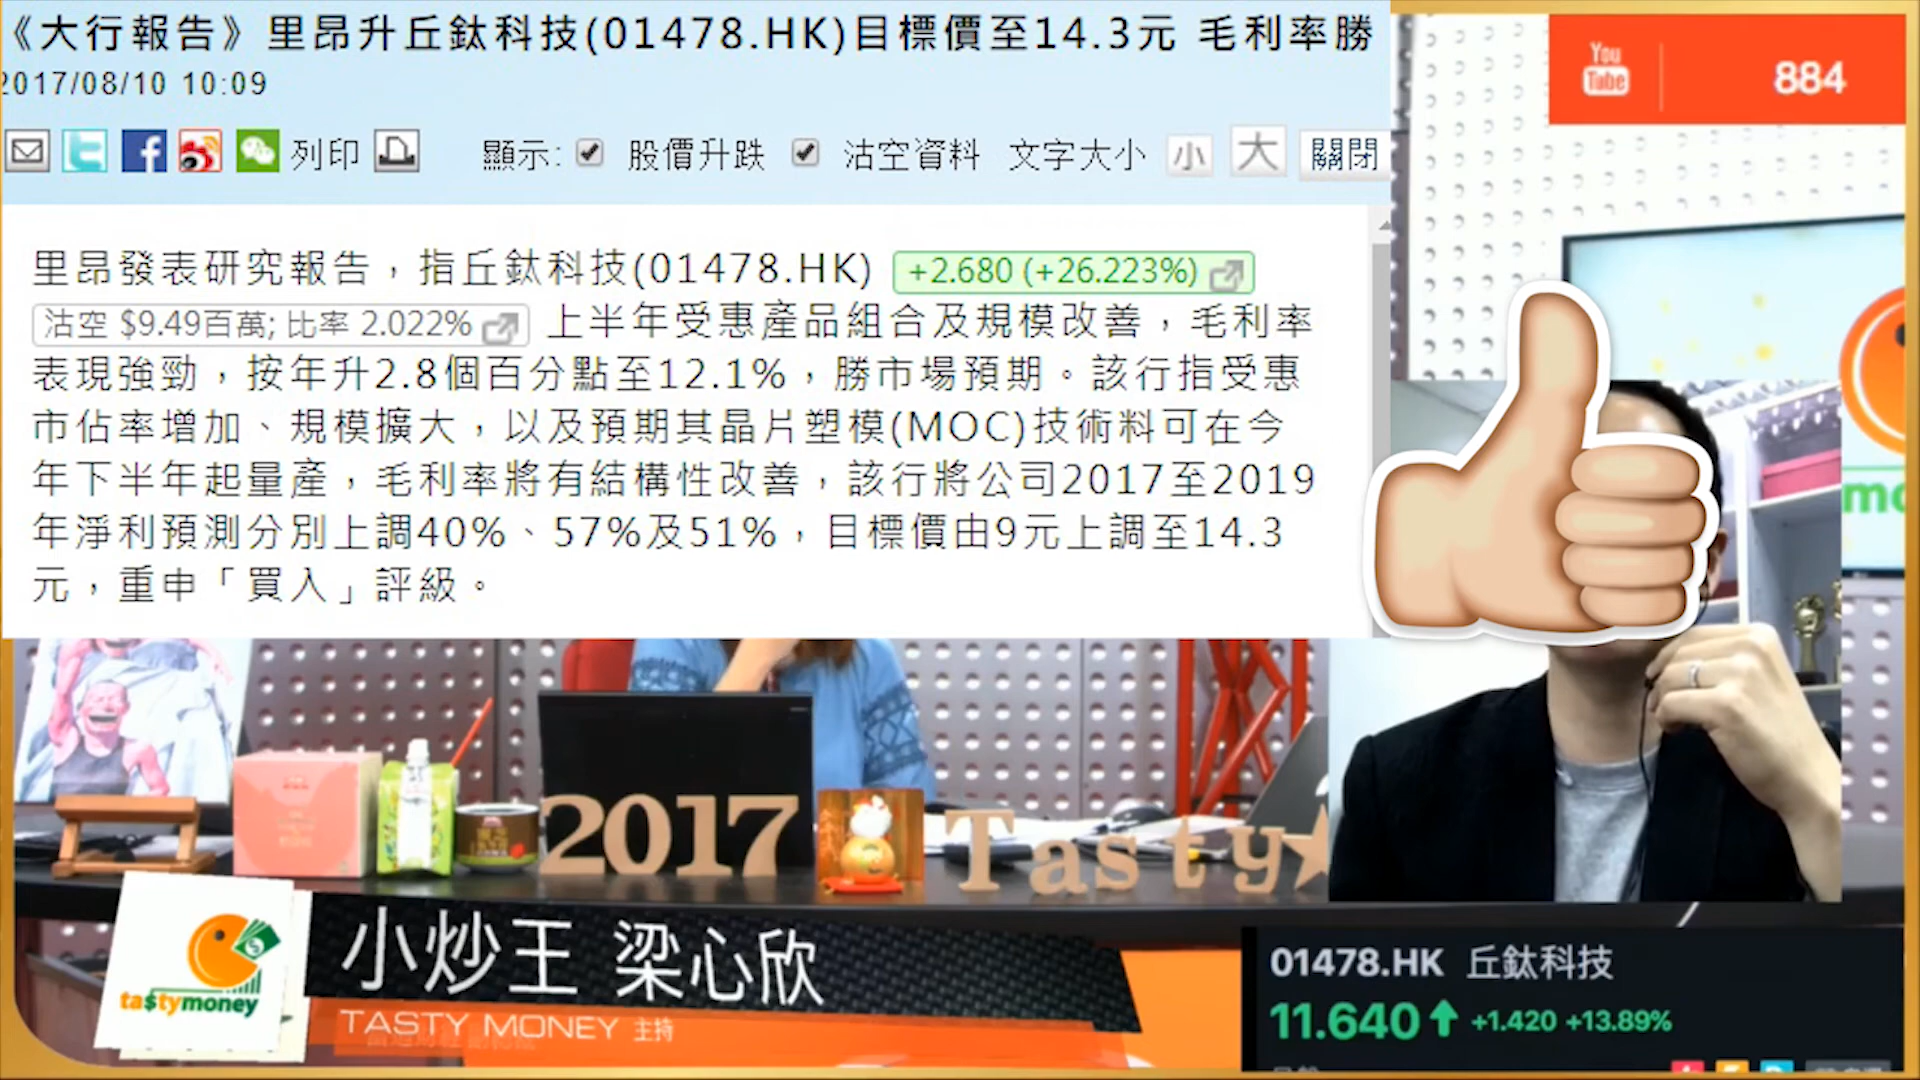 《大行報告》里昂升丘鈦科技(01478.HK)目標價至14.3元 毛利率勝
2017/08/10 10:09
列印 顯示: 股價升跌 沽空資料 文字大小 小 大 關閉
里昂發表研究報告，指丘鈦科技(01478.HK) +2.680 (+26.223%)
沽空 $9.49百萬; 比率 2.022% 上半年受惠產品組合及規模改善，毛利率
表現強勁，按年升2.8個百分點至12.1%，勝市場預期。該行指受惠
市佔率增加、規模擴大，以及預期其晶片塑模(MOC)技術料可在今
年下半年起量產，毛利率將有結構性改善，該行將公司2017至2019
年淨利預測分別上調40%、57%及51%，目標價由9元上調至14.3
元，重申「買入」評級。
You
Tube
884
2017 Tasty
tastymoney
小炒王 梁心欣
TASTY MONEY 主持
01478.HK 丘鈦科技
11.640 +1.420 +13.89%